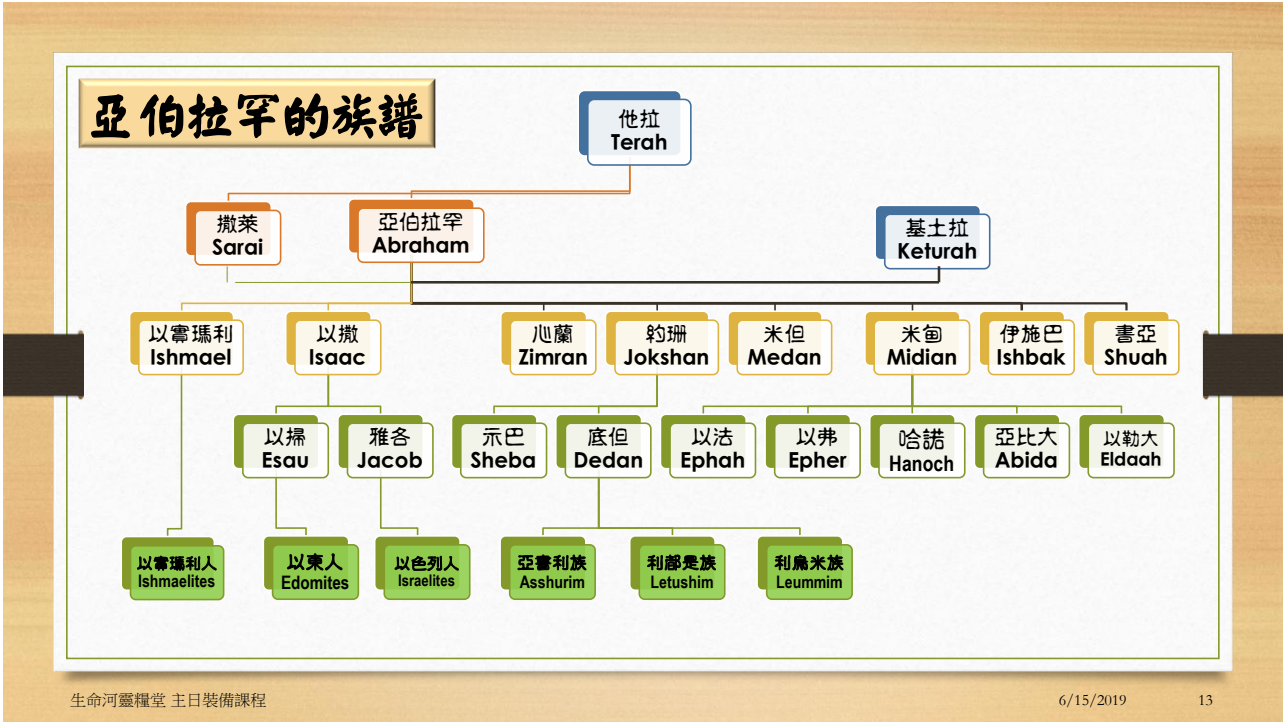 亞伯拉罕的族譜
他拉
Terah
撒萊
Sarai
亞伯拉罕
Abraham
基土拉
Keturah
以實瑪利
Ishmael
以撒
Isaac
心蘭
Zimran
約珊
Jokshan
米但
Medan
米甸
Midian
伊施巴
Ishbak
書亞
Shuah
以掃
Esau
雅各
Jacob
示巴
Sheba
底但
Dedan
以法
Ephah
以弗
Epher
哈諾
Hanoch
亞比大
Abida
以勒大
Eldaah
以實瑪利人
Ishmaelites
以東人
Edomites
以色列人
Israelites
亞書利族
Asshurim
利都是族
Letushim
利烏米族
Leummim
生命河靈糧堂 主日裝備課程
6/15/2019
13